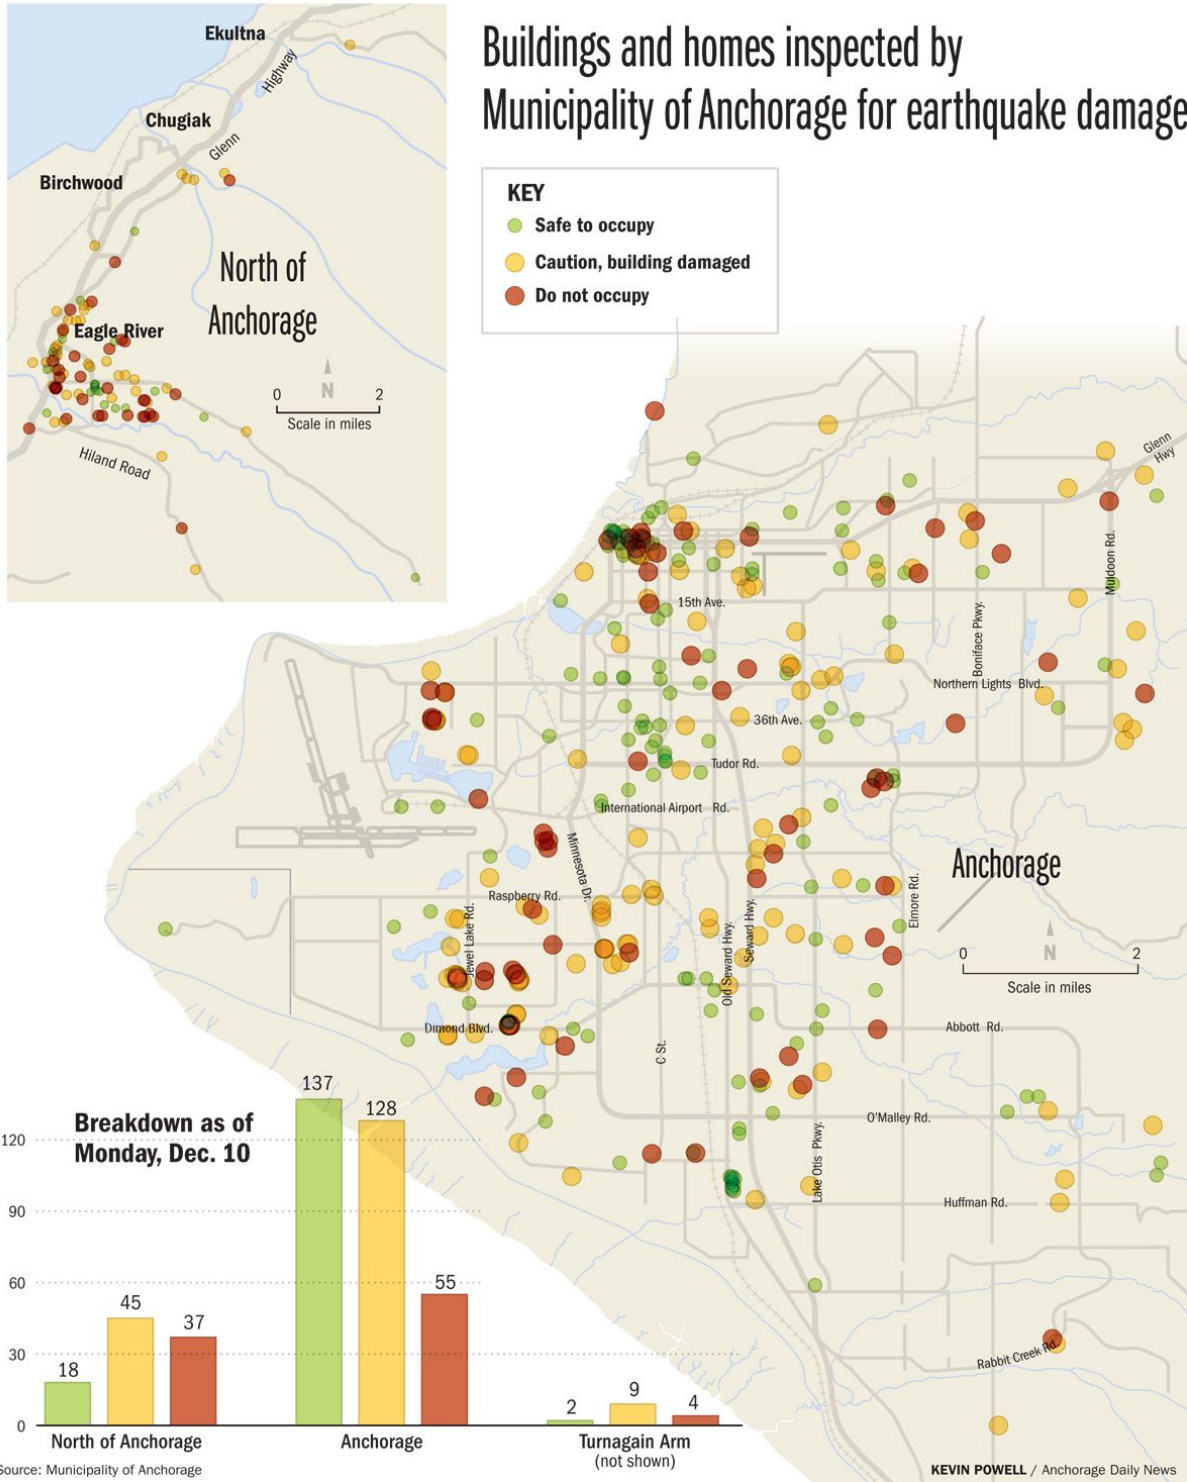 Buildings and homes inspected by
Municipality of Anchorage for earthquake damage
KEY
Safe to occupy
Caution, building damaged
Do not occupy
Ekultna
Highway
Chugiak
Glenn
Birchwood
North of
Anchorage
Eagle River
N
0 2
Scale in miles
Hiland Road
Glenn
Hwy
Muldoon Rd.
15th Ave.
Boniface Pkwy.
Northern Lights Blvd.
36th Ave.
Tudor Rd.
International Airport Rd.
Minnesota Dr.
Anchorage
Raspberry Rd.
Jewel Lake Rd.
Elmore Rd.
Seward Hwy.
Old Seward Hwy.
N
0 2
Scale in miles
Dimond Blvd.
Abbott Rd.
C St.
O'Malley Rd.
Lake Otis Pkwy.
Huffman Rd.
Rabbit Creek Rd.
Breakdown as of
Monday, Dec. 10
137
128
120
90
60
55
45
37
30
18
2
9
4
0
North of Anchorage
Anchorage
Turnagain Arm
(not shown)
Source: Municipality of Anchorage
KEVIN POWELL / Anchorage Daily News